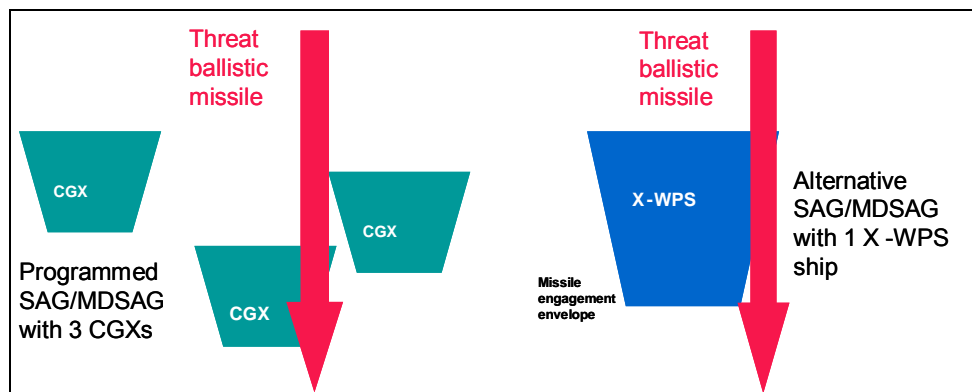 Threat
ballistic
missile
CGX
CGX
CGX
Programmed
SAG/MDSAG
with 3 CGXs
Threat
ballistic
missile
X-WPS
Alternative
SAG/MDSAG
with 1 X -WPS
ship
Missile
engagement
envelope